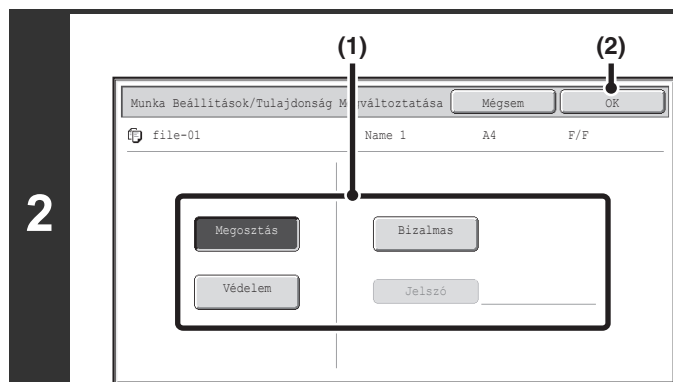 (1) (2)
2
Munka Beállítások/Tulajdonság Megváltoztatása Mégsem OK
file-01 Name 1 A4 F/F
Megosztás Bizalmas
Védelem Jelszó